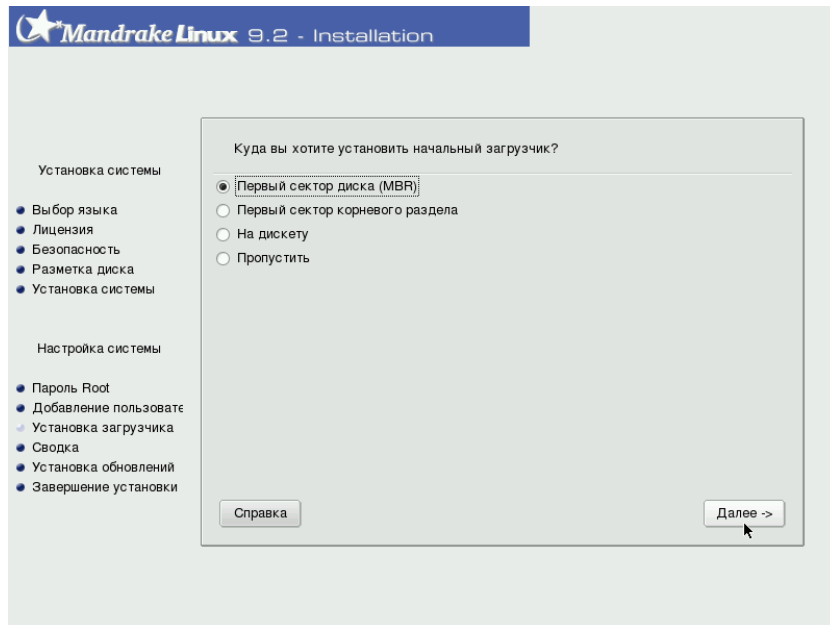 Mandrake Linux 9.2 - Installation
Установка системы
Выбор языка
Лицензия
Безопасность
Разметка диска
Установка системы
Настройка системы
Пароль Root
Добавление пользовате
Установка загрузчика
Сводка
Установка обновлений
Завершение установки
Куда вы хотите установить начальный загрузчик?
Первый сектор диска (MBR)
Первый сектор корневого раздела
На дискету
Пропустить
Справка
Далее ->